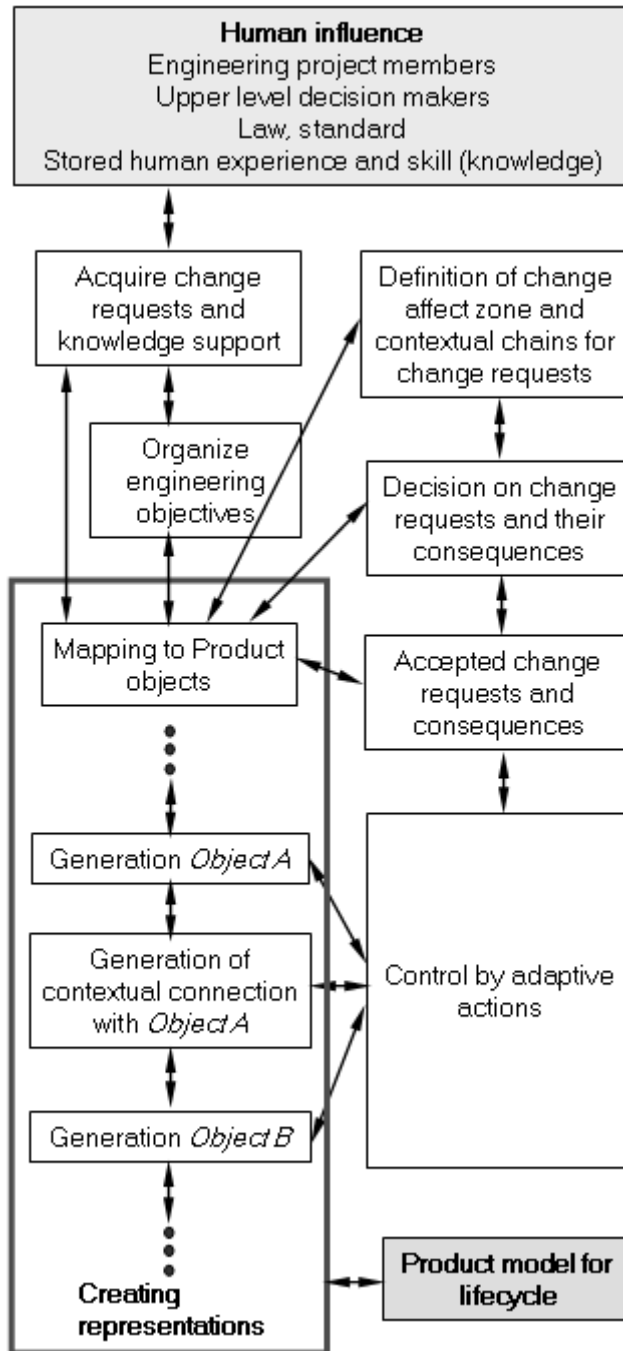 Human influence
Engineering project members
Upper level decision makers
Law, standard
Stored human experience and skill (knowledge)
Acquire change
requests and
knowledge support
Definition of change
affect zone and
contextual chains for
change requests
Organize
engineering
objectives
Decision on change
requests and their
consequences
Mapping to Product
objects
Accepted change
requests and
consequences
Generation Object A
Generation of
contextual connection
with Object A
Control by adaptive
actions
Generation Object B
Creating
representations
Product model for
lifecycle